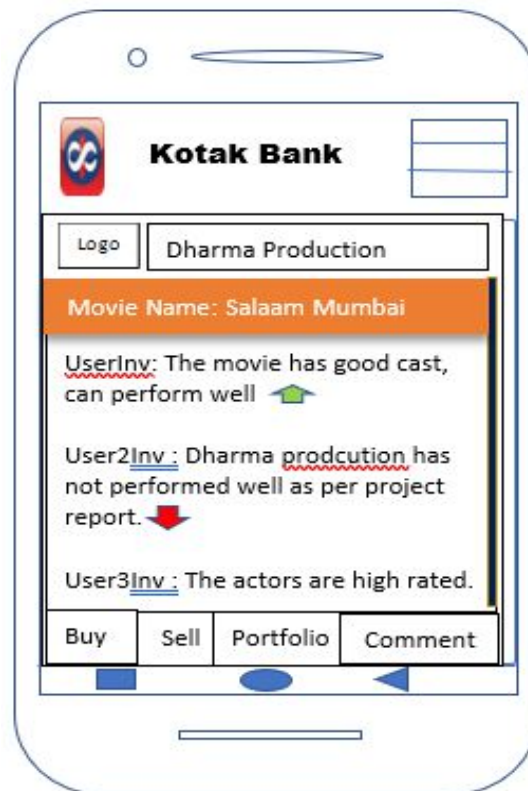 Kotak Bank
Logo
Dharma Production
Movie Name: Salaam Mumbai
UserInv: The movie has good cast,
can perform well
User2Inv : Dharma prodcution has
not performed well as per project
report.
User3Inv : The actors are high rated.
Buy
Sell
Portfolio
Comment